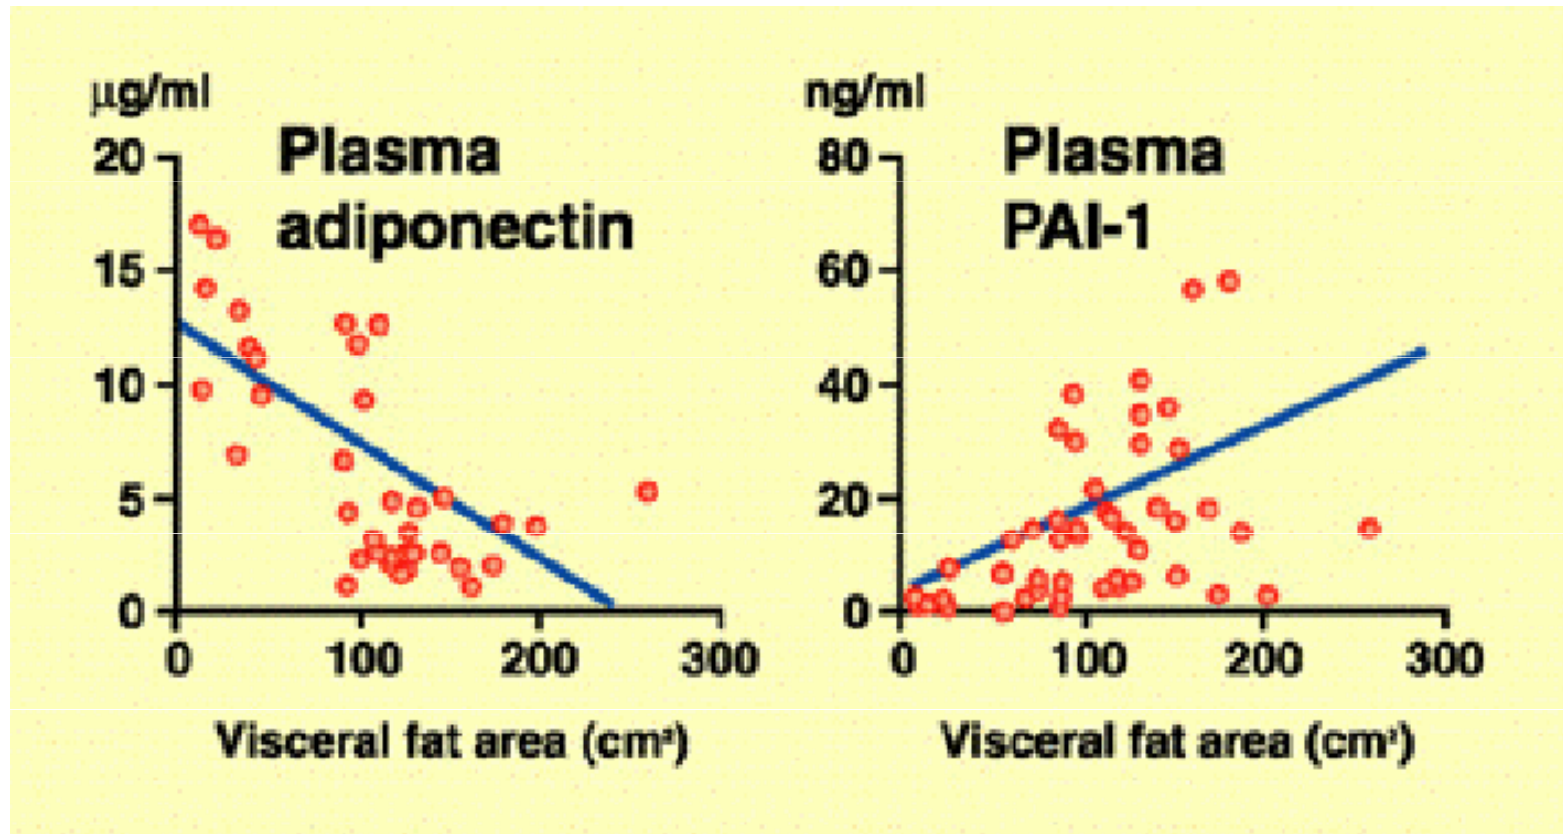 µg/ml
Plasma
adiponectin
20
15
10
5
0
0 100 200 300
Visceral fat area (cm²)
ng/ml
Plasma
PAI-1
80
60
40
20
0
0 100 200 300
Visceral fat area (cm²)